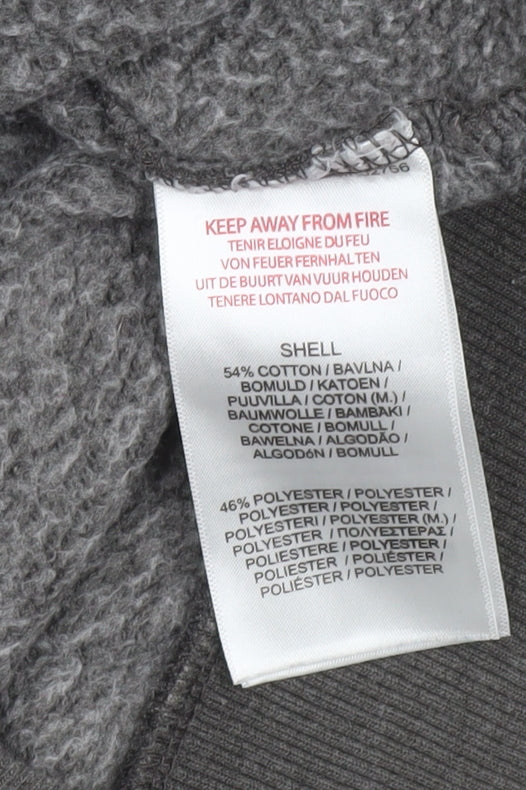 KEEP AWAY FROM FIRE
TENIR ELOIGNE DU FEU
VON FEUER FERNHALTEN
UIT DE BUURT VAN VUUR HOUDEN
TENERE LONTANO DAL FUOCO
SHELL
54% COTTON / BAVLNA /
BOMULD / KATOEN /
PUUVILLA / COTON (M.) /
BAUMWOLLE / BAMBAKI /
COTONE / BOMULL /
BAWELNA / ALGODÃO /
ALGODóN / BOMULL
46% POLYESTER / POLYESTER /
POLYESTER / POLYESTER /
POLYESTERI / POLYESTER (M.) /
POLYESTER / ΠΟΛΥΕΣΤΕΡΑΣ /
POLIESTERE / POLYESTER /
POLIESTER / POLIÉSTER /
POLIÉSTER / POLYESTER